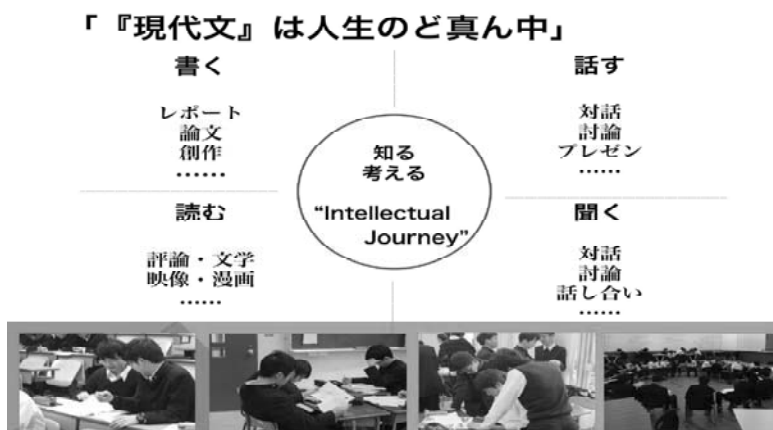 「『現代文』は人生のど真ん中」
書く
レポート
論文
創作
……
話す
対話
討論
プレゼン
……
知る
考える
“Intellectual
Journey”
読む
評論・文学
映像・漫画
……
聞く
対話
討論
話し合い
……